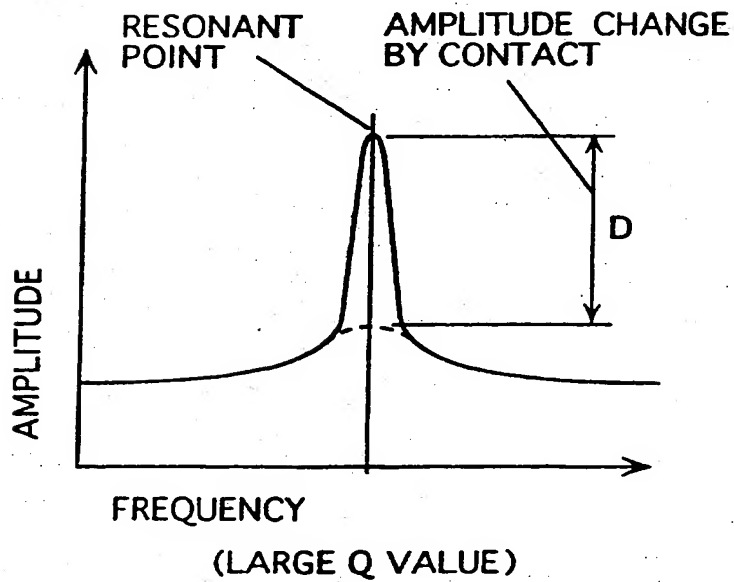 RESONANT
POINT
AMPLITUDE CHANGE
BY CONTACT
D
AMPLITUDE
FREQUENCY
(LARGE Q VALUE)